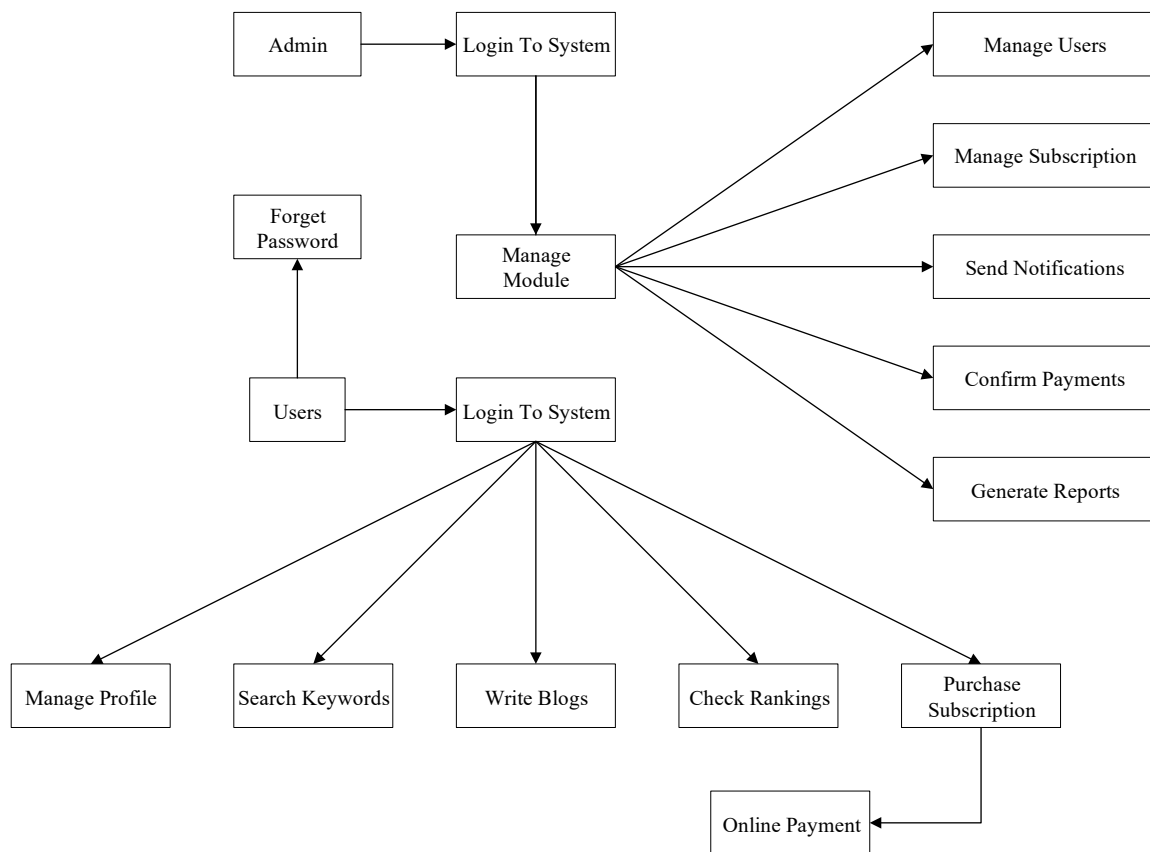 Admin
Login To System
Manage Users
Manage Subscription
Forget
Password
Manage
Module
Send Notifications
Users
Login To System
Confirm Payments
Generate Reports
Manage Profile
Search Keywords
Write Blogs
Check Rankings
Purchase
Subscription
Online Payment